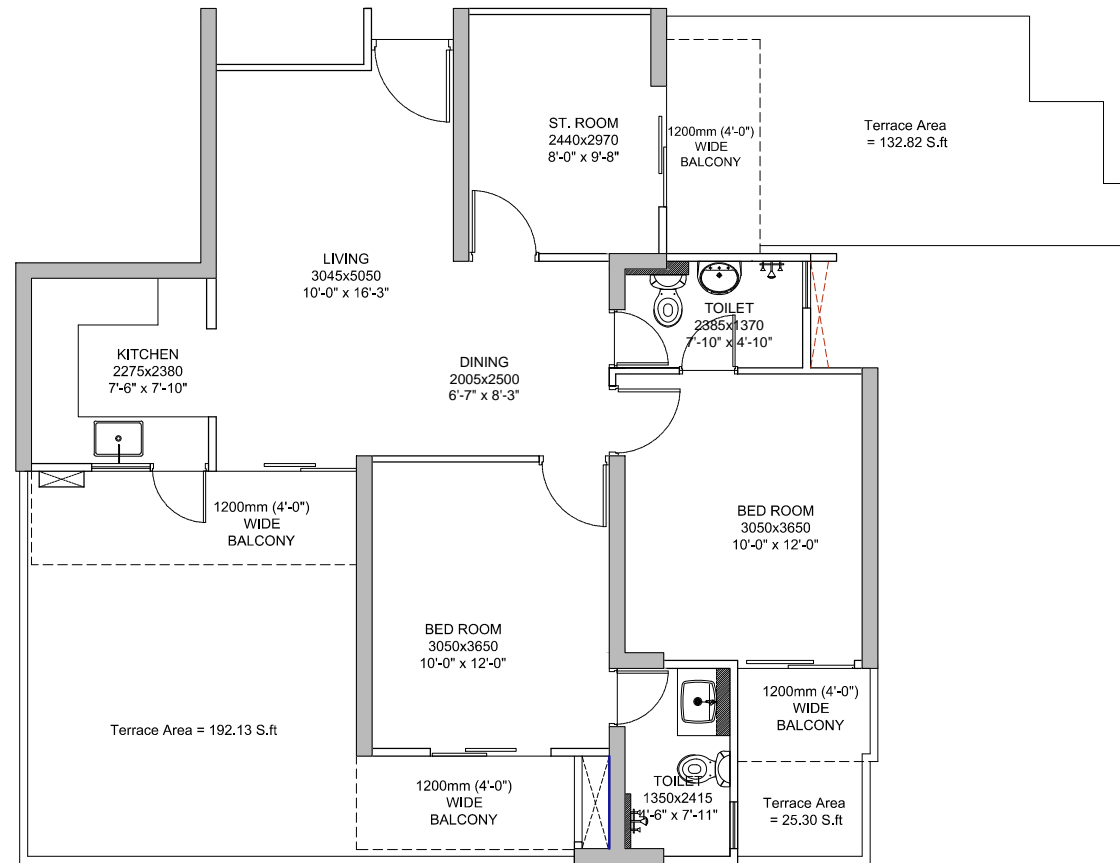 ST. ROOM
2440x2970
8'-0" x 9'-8"
1200mm (4'-0")
WIDE
BALCONY
Terrace Area
= 132.82 S.ft
LIVING
3045x5050
10'-0" x 16'-3"
TOILET
2385x1370
7'-10" x 4'-10"
KITCHEN
2275x2380
7'-6" x 7'-10"
DINING
2005x2500
6'-7" x 8'-3"
1200mm (4'-0")
WIDE
BALCONY
BED ROOM
3050x3650
10'-0" x 12'-0"
BED ROOM
3050x3650
10'-0" x 12'-0"
Terrace Area = 192.13 S.ft
1200mm (4'-0")
WIDE
BALCONY
1200mm (4'-0")
WIDE
BALCONY
TOILET
1350x2415
4'-6" x 7'-11"
Terrace Area
= 25.30 S.ft